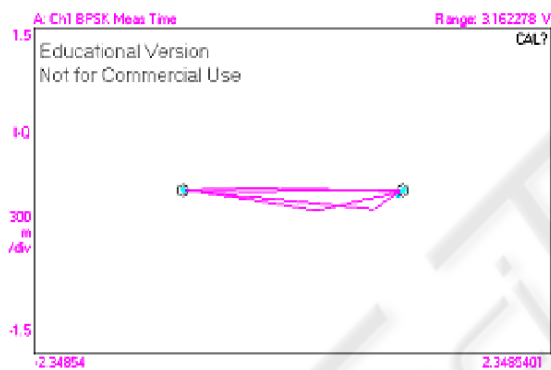 A: Ch1 BPSK Meas Time
Range: 3.162278 V
1.5
CAL?
Educational Version
Not for Commercial Use
I-Q
300
m
/div
-1.5
-2.34854
2.3485401